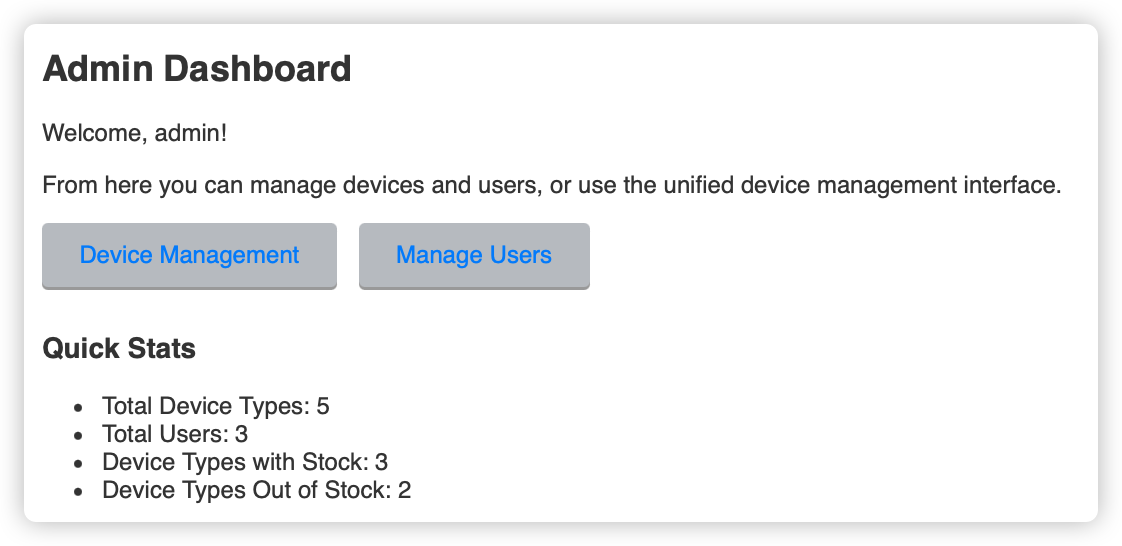 Admin Dashboard
Welcome, admin!
From here you can manage devices and users, or use the unified device management interface.
Device Management
Manage Users
Quick Stats
• Total Device Types: 5
• Total Users: 3
• Device Types with Stock: 3
• Device Types Out of Stock: 2